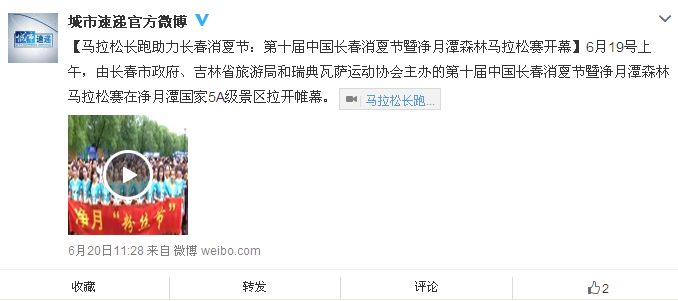 城市速递官方微博
【马拉松长跑助力长春消夏节：第十届中国长春消夏节暨净月潭森林马拉松赛开幕】6月19号上
午，由长春市政府、吉林省旅游局和瑞典瓦萨运动协会主办的第十届中国长春消夏节暨净月潭森林
马拉松赛在净月潭国家5A级景区拉开帷幕。 马拉松长跑...
净月“粉丝节”
6月20日11:28 来自 微博 weibo.com
收藏 转发 评论 2